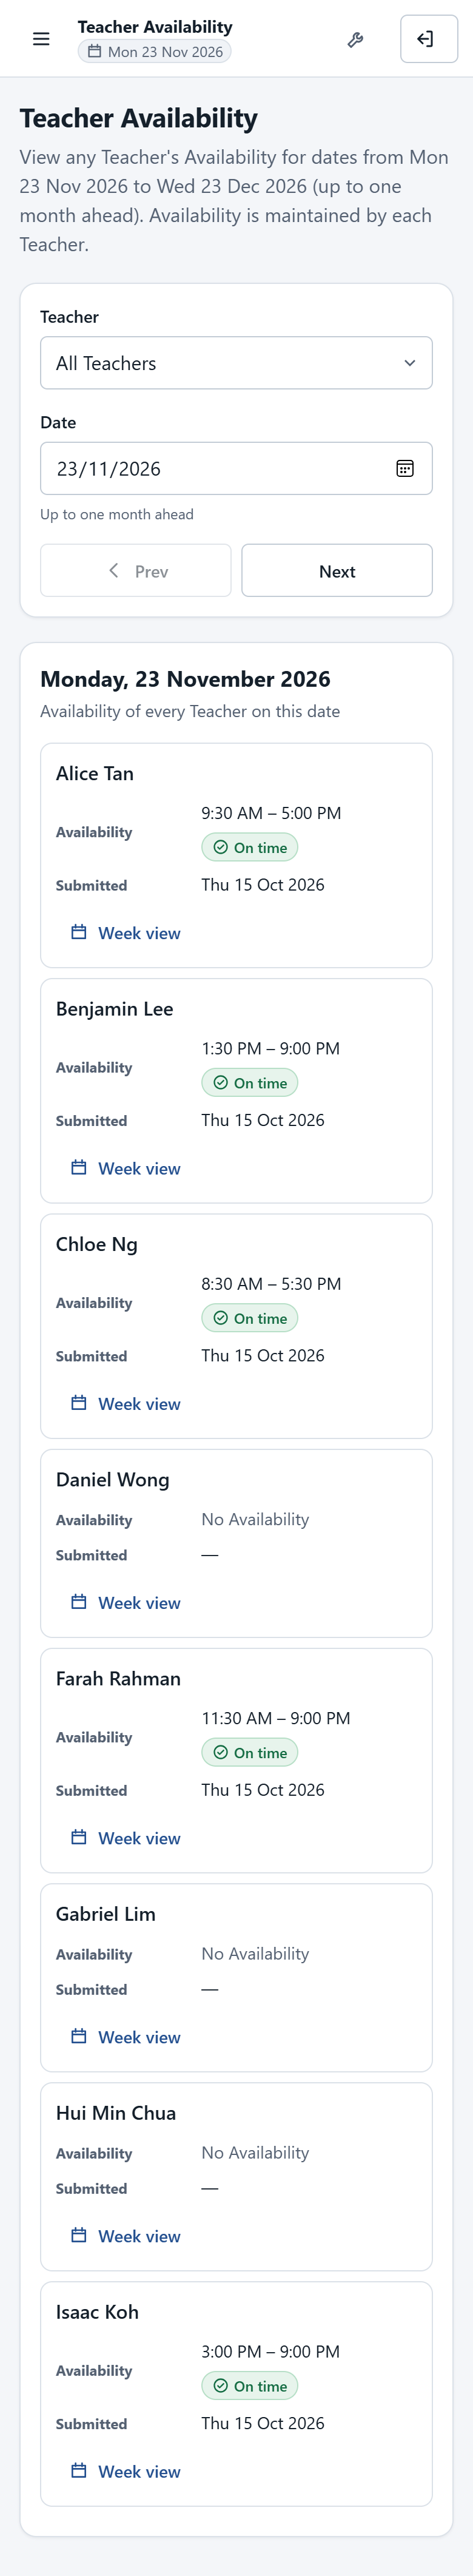 Teacher Availability
Mon 23 Nov 2026
Teacher Availability
View any Teacher's Availability for dates from Mon
23 Nov 2026 to Wed 23 Dec 2026 (up to one
month ahead). Availability is maintained by each
Teacher.
Teacher
All Teachers
Date
23/11/2026
Up to one month ahead
Prev
Next
Monday, 23 November 2026
Availability of every Teacher on this date
Alice Tan
9:30 AM – 5:00 PM
Availability
On time
Submitted
Thu 15 Oct 2026
Week view
Benjamin Lee
1:30 PM – 9:00 PM
Availability
On time
Submitted
Thu 15 Oct 2026
Week view
Chloe Ng
8:30 AM – 5:30 PM
Availability
On time
Submitted
Thu 15 Oct 2026
Week view
Daniel Wong
Availability
No Availability
Submitted
—
Week view
Farah Rahman
11:30 AM – 9:00 PM
Availability
On time
Submitted
Thu 15 Oct 2026
Week view
Gabriel Lim
Availability
No Availability
Submitted
—
Week view
Hui Min Chua
Availability
No Availability
Submitted
—
Week view
Isaac Koh
3:00 PM – 9:00 PM
Availability
On time
Submitted
Thu 15 Oct 2026
Week view